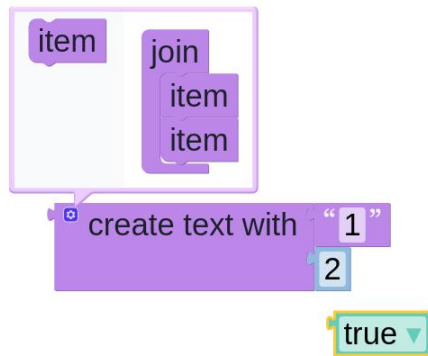 item
join
item
item
create text with “ 1 ”
2
true ▾